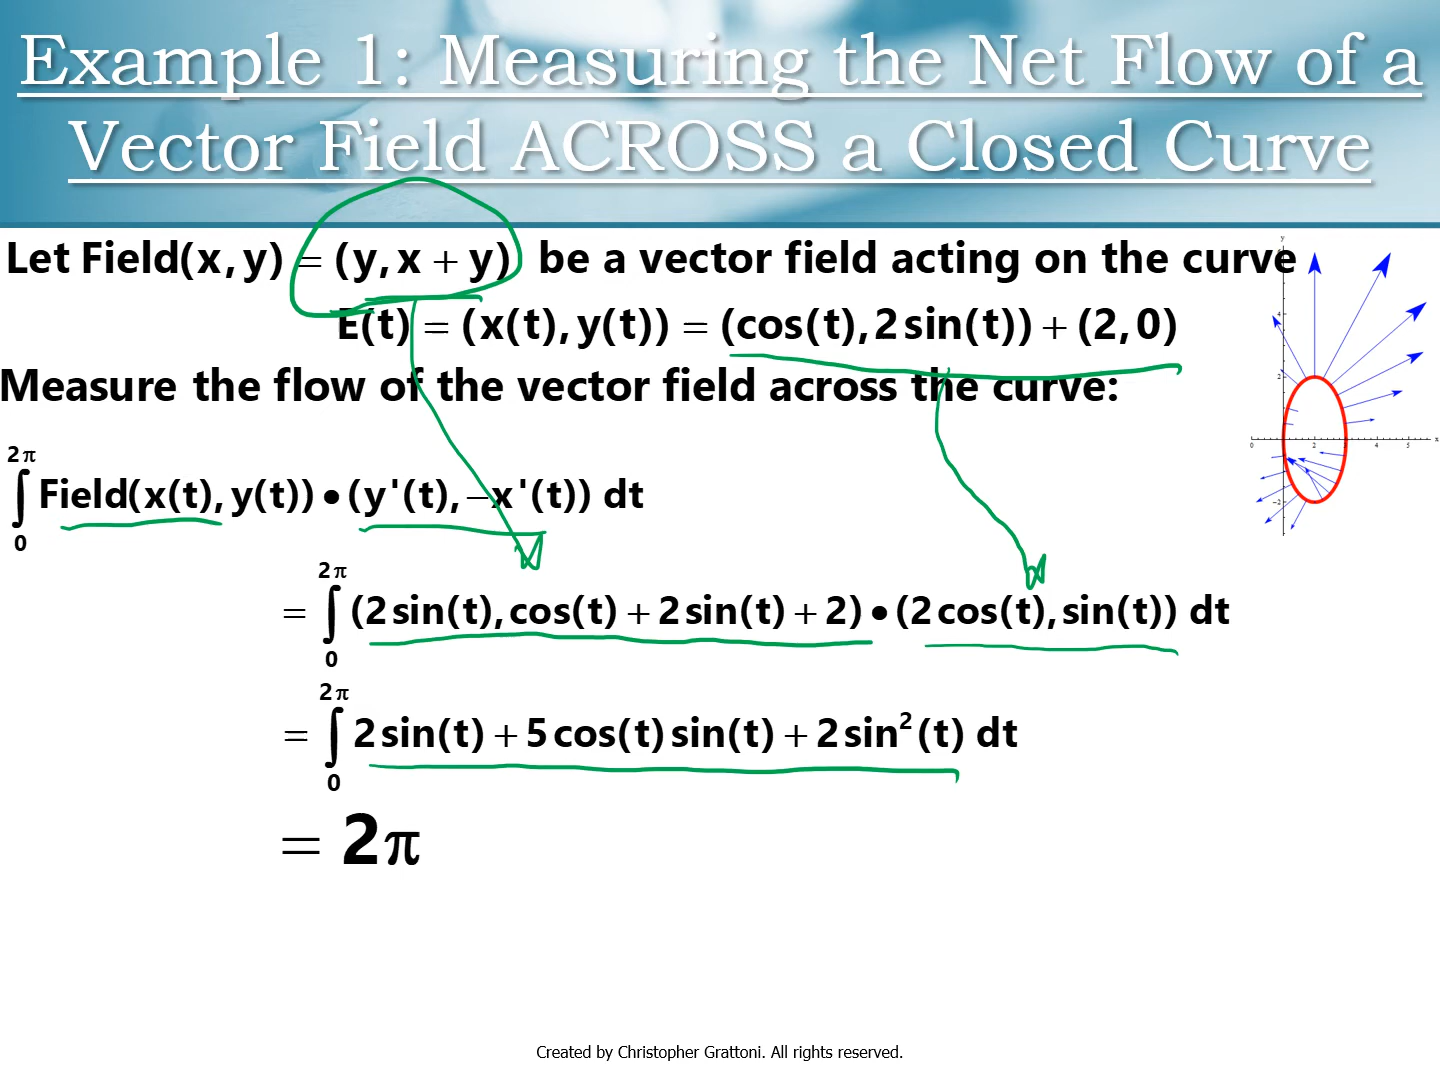 Example 1: Measuring the Net Flow of a
Vector Field ACROSS a Closed Curve
Let Field(x, y) = (y, x + y) be a vector field acting on the curve
E(t) = (x(t), y(t)) = (cos(t), 2 sin(t)) + (2, 0)
Measure the flow of the vector field across the curve:
∫₀^2π Field(x(t), y(t)) • (y'(t), −x'(t)) dt
= ∫₀^2π (2 sin(t), cos(t) + 2 sin(t) + 2) • (2 cos(t), sin(t)) dt
= ∫₀^2π 2 sin(t) + 5 cos(t) sin(t) + 2 sin²(t) dt
= 2π
Created by Christopher Grattoni. All rights reserved.